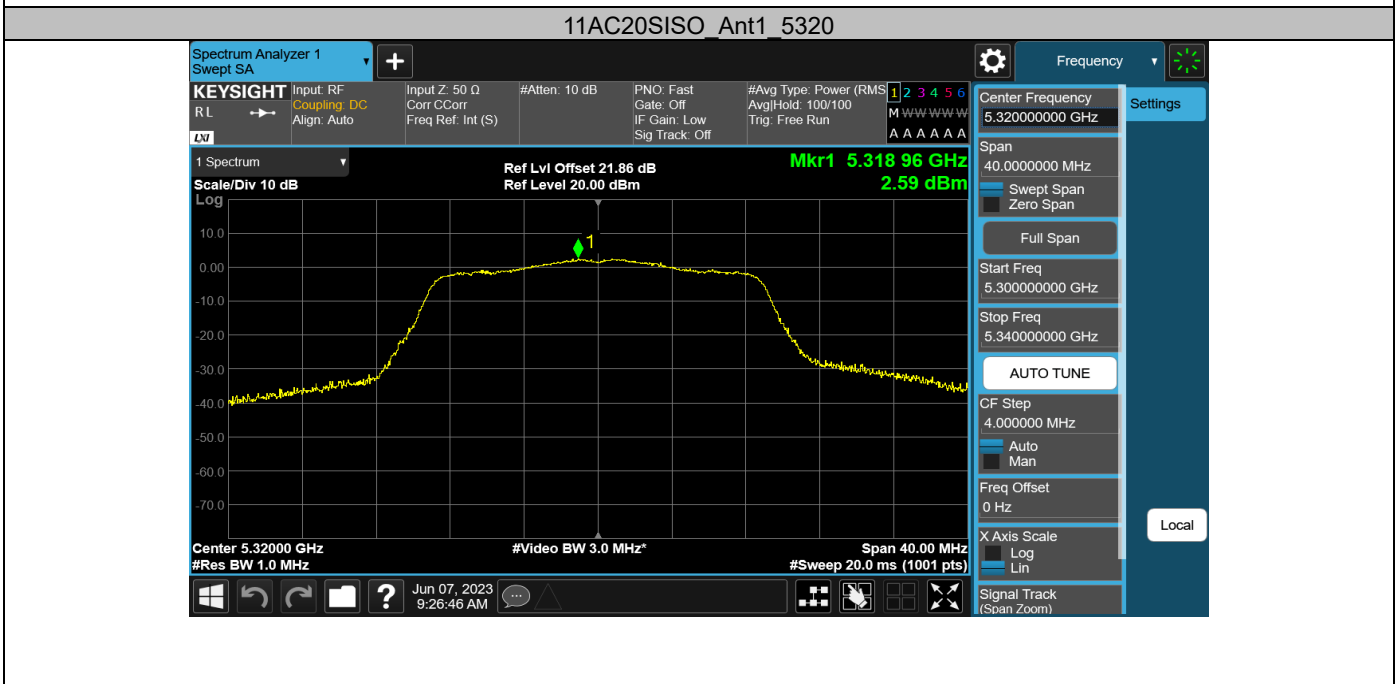 11AC20SISO_Ant1_5320
Spectrum Analyzer 1
Swept SA
+
Frequency
KEYSIGHT
RL
LXI
Input: RF
Coupling: DC
Align: Auto
Input Z: 50 Ω
Corr CCorr
Freq Ref: Int (S)
#Atten: 10 dB
PNO: Fast
Gate: Off
IF Gain: Low
Sig Track: Off
#Avg Type: Power (RMS
Avg|Hold: 100/100
Trig: Free Run
1 2 3 4 5 6
M W W W W W
A A A A A A
1 Spectrum
Scale/Div 10 dB
Log
Ref Lvl Offset 21.86 dB
Ref Level 20.00 dBm
Mkr1 5.318 96 GHz
2.59 dBm
1
10.0
0.00
-10.0
-20.0
-30.0
-40.0
-50.0
-60.0
-70.0
Center 5.32000 GHz
#Res BW 1.0 MHz
#Video BW 3.0 MHz*
Span 40.00 MHz
#Sweep 20.0 ms (1001 pts)
?
Jun 07, 2023
9:26:46 AM
Center Frequency
5.320000000 GHz
Settings
Span
40.0000000 MHz
Swept Span
Zero Span
Full Span
Start Freq
5.300000000 GHz
Stop Freq
5.340000000 GHz
AUTO TUNE
CF Step
4.000000 MHz
Auto
Man
Freq Offset
0 Hz
Local
X Axis Scale
Log
Lin
Signal Track
(Span Zoom)